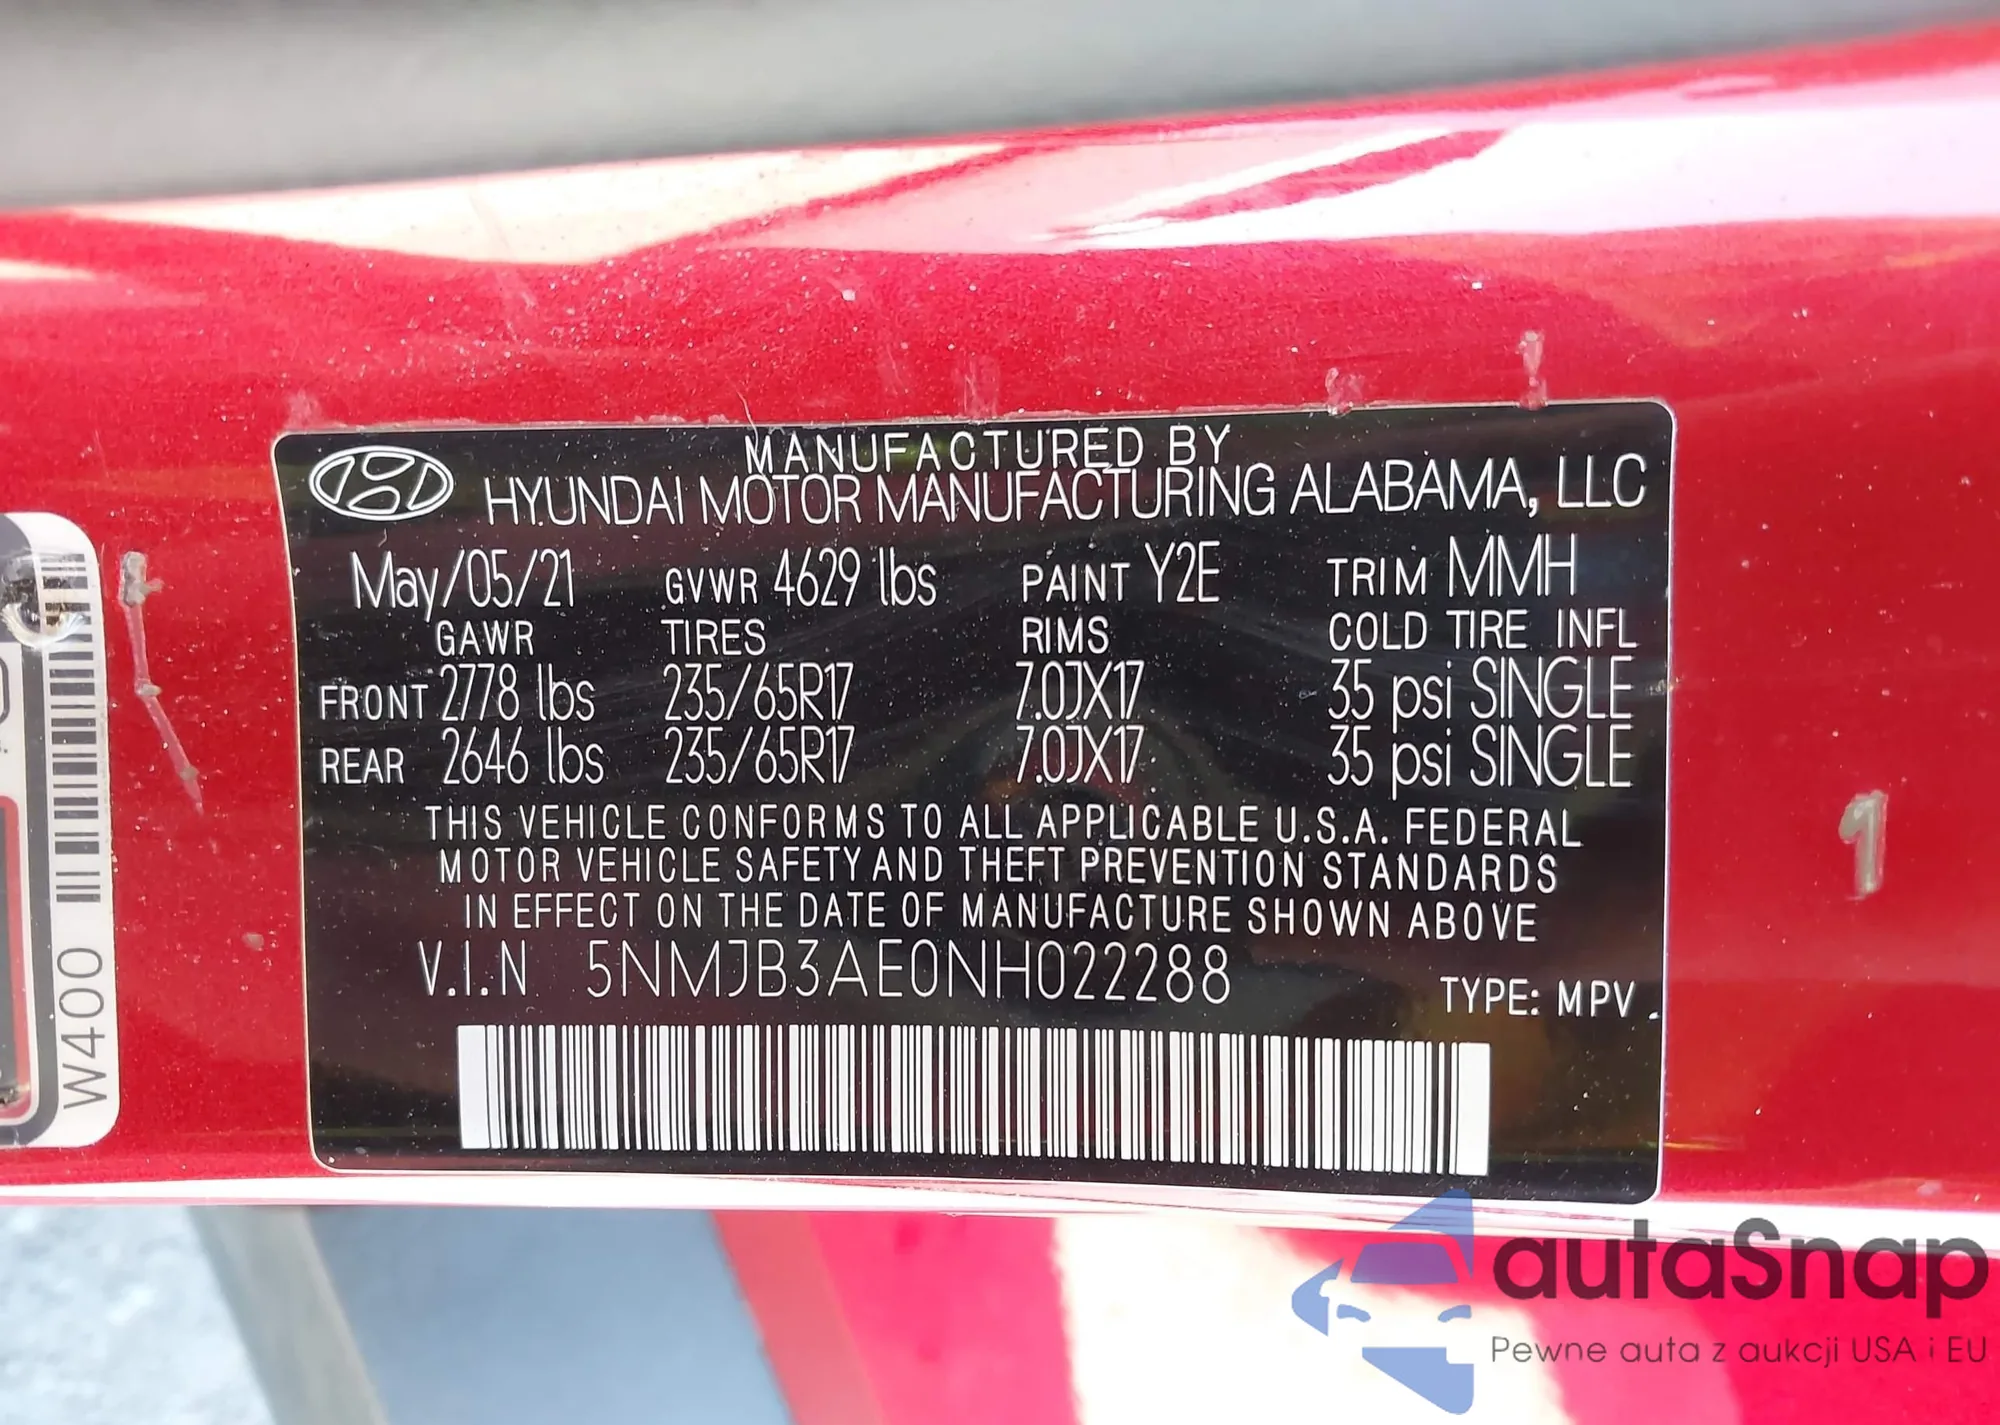 MANUFACTURED BY
HYUNDAI MOTOR MANUFACTURING ALABAMA, LLC
May/05/21 GVWR 4629 lbs PAINT Y2E TRIM MMH
GAWR TIRES RIMS COLD TIRE INFL
FRONT 2778 lbs 235/65R17 7.0JX17 35 psi SINGLE
REAR 2646 lbs 235/65R17 7.0JX17 35 psi SINGLE
THIS VEHICLE CONFORMS TO ALL APPLICABLE U.S.A. FEDERAL
MOTOR VEHICLE SAFETY AND THEFT PREVENTION STANDARDS
IN EFFECT ON THE DATE OF MANUFACTURE SHOWN ABOVE
V.I.N 5NMJB3AE0NH022288 TYPE: MPV
W400
1
autaSnap
Pewne auta z aukcji USA i EU